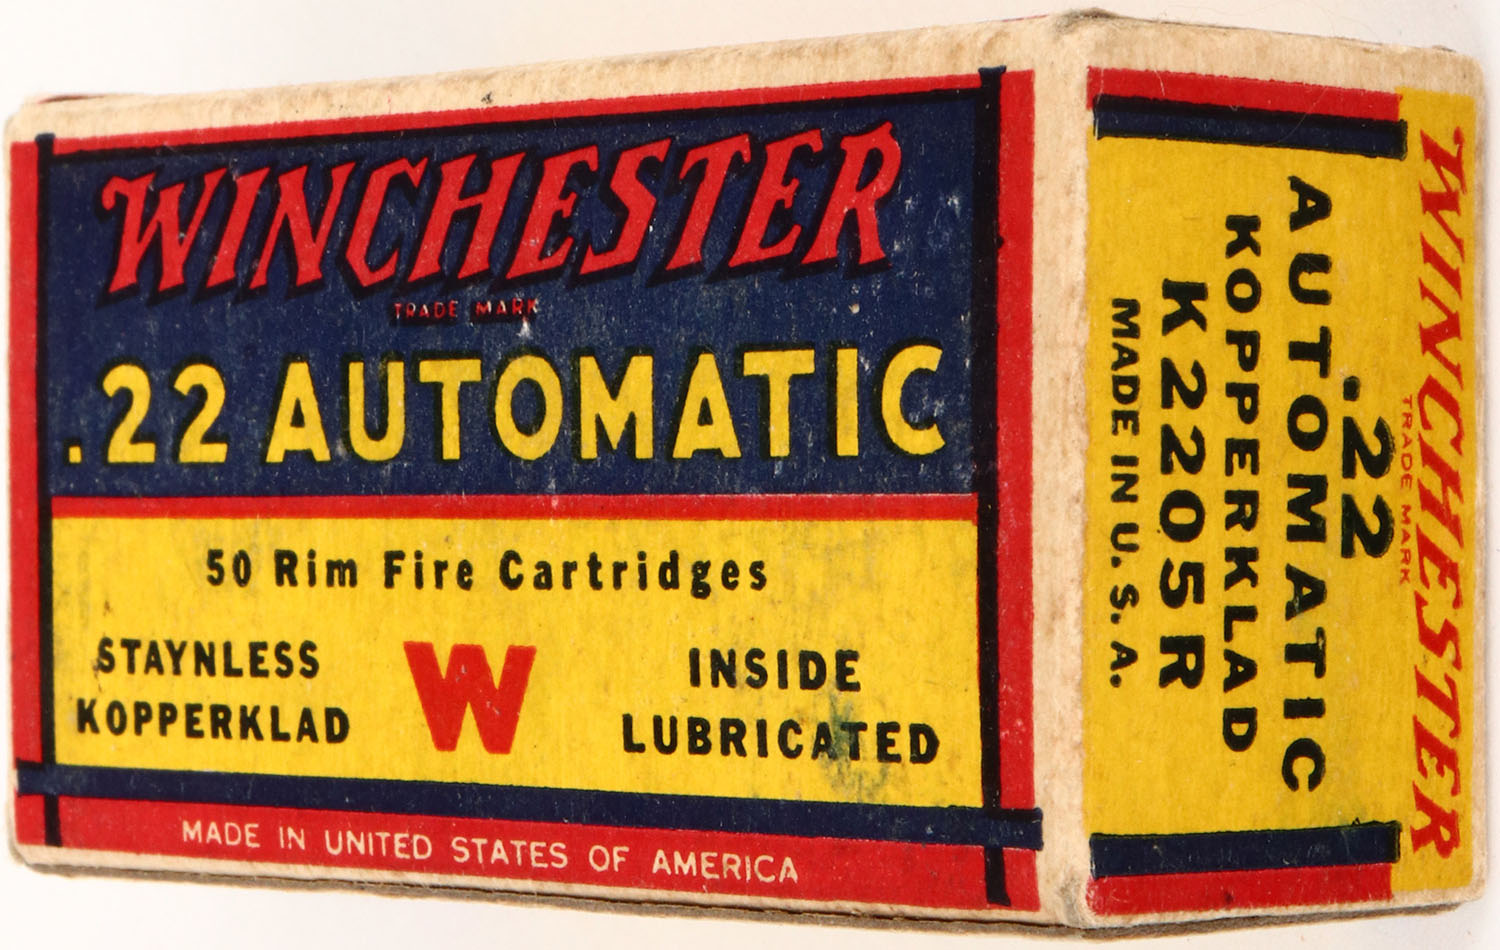 WINCHESTER
TRADE MARK
.22 AUTOMATIC
50 Rim Fire Cartridges
STAYNLESS
KOPPERKLAD
W
INSIDE
LUBRICATED
MADE IN UNITED STATES OF AMERICA
WINCHESTER
TRADE MARK
.22
AUTOMATIC
KOPPERKLAD
K2205R
MADE IN U.S.A.